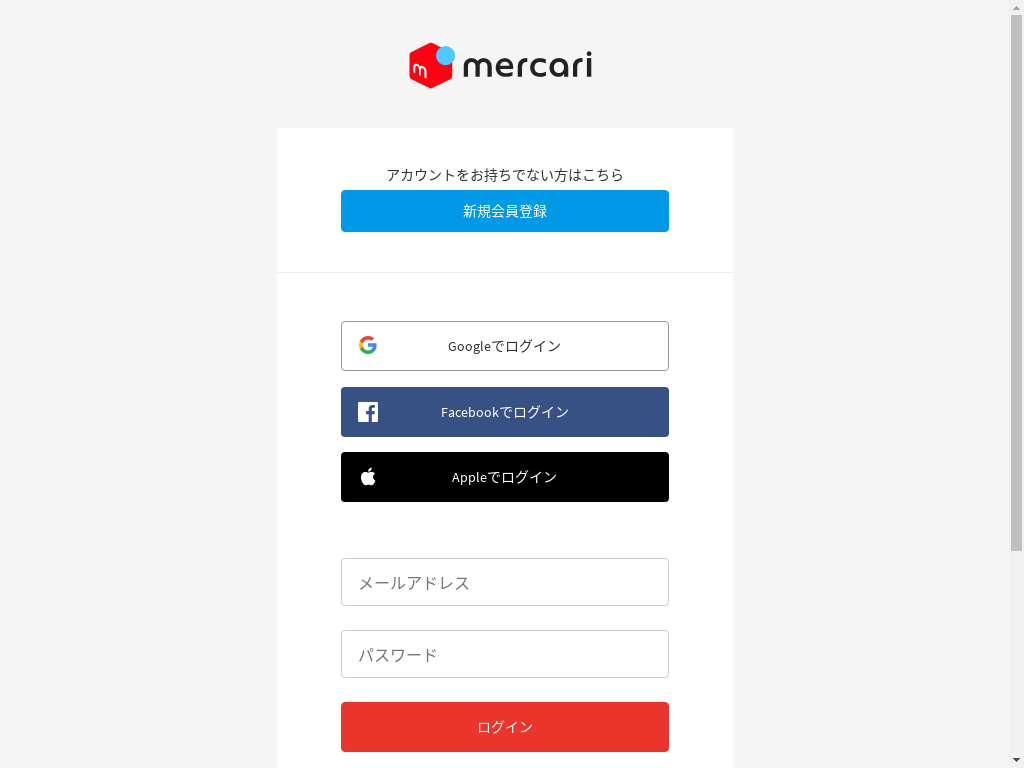 mercari
アカウントをお持ちでない方はこちら
新規会員登録
Googleでログイン
Facebookでログイン
Appleでログイン
メールアドレス
パスワード
ログイン